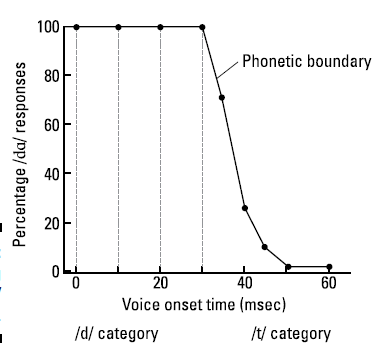 100
Phonetic boundary
80
60
40
20
0
Percentage /dɑ/ responses
0 20 40 60
Voice onset time (msec)
/d/ category /t/ category